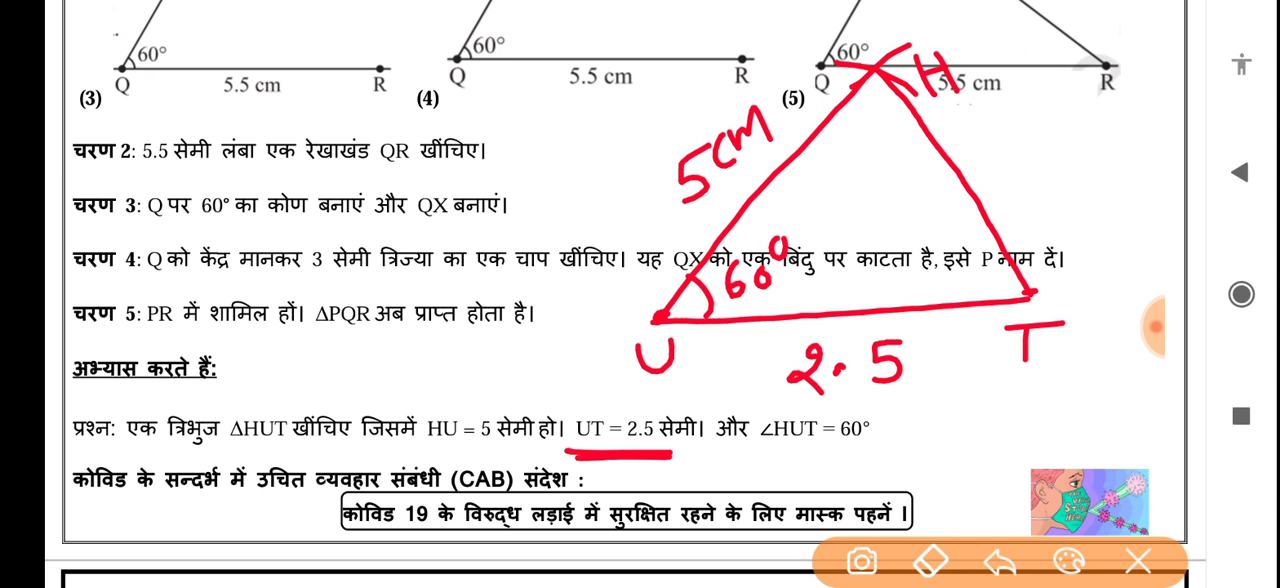 60° 60° 60°
Q 5.5 cm R Q 5.5 cm R Q 5.5 cm R
(3) (4) (5)
H
5cm
चरण 2: 5.5 सेमी लंबा एक रेखाखंड QR खींचिए।
चरण 3: Q पर 60° का कोण बनाएं और QX बनाएं।
चरण 4: Q को केंद्र मानकर 3 सेमी त्रिज्या का एक चाप खींचिए। यह QX को एक बिंदु पर काटता है, इसे P नाम दें।
60°
चरण 5: PR में शामिल हों। ΔPQR अब प्राप्त होता है।
U 2.5 T
अभ्यास करते हैं:
प्रश्न: एक त्रिभुज ΔHUT खींचिए जिसमें HU = 5 सेमी हो। UT = 2.5 सेमी। और ∠HUT = 60°
कोविड के सन्दर्भ में उचित व्यवहार संबंधी (CAB) संदेश :
कोविड 19 के विरुद्ध लड़ाई में सुरक्षित रहने के लिए मास्क पहनें ।